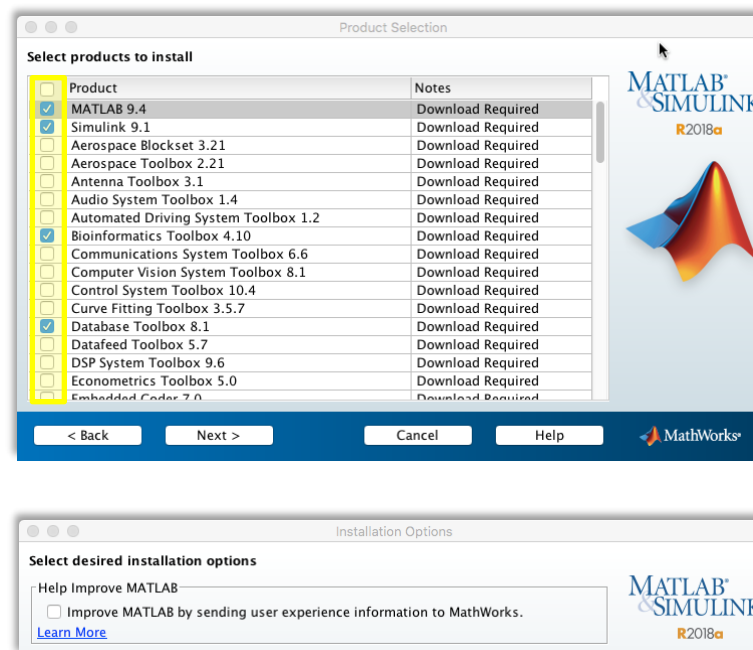 Product Selection
Select products to install
Product Notes
MATLAB 9.4 Download Required
Simulink 9.1 Download Required
Aerospace Blockset 3.21 Download Required
Aerospace Toolbox 2.21 Download Required
Antenna Toolbox 3.1 Download Required
Audio System Toolbox 1.4 Download Required
Automated Driving System Toolbox 1.2 Download Required
Bioinformatics Toolbox 4.10 Download Required
Communications System Toolbox 6.6 Download Required
Computer Vision System Toolbox 8.1 Download Required
Control System Toolbox 10.4 Download Required
Curve Fitting Toolbox 3.5.7 Download Required
Database Toolbox 8.1 Download Required
Datafeed Toolbox 5.7 Download Required
DSP System Toolbox 9.6 Download Required
Econometrics Toolbox 5.0 Download Required
Embedded Coder 7.0 Download Required
MATLAB®
&SIMULINK
R2018a
< Back Next > Cancel Help MathWorks®
Installation Options
Select desired installation options
Help Improve MATLAB
Improve MATLAB by sending user experience information to MathWorks.
Learn More
MATLAB®
&SIMULINK
R2018a